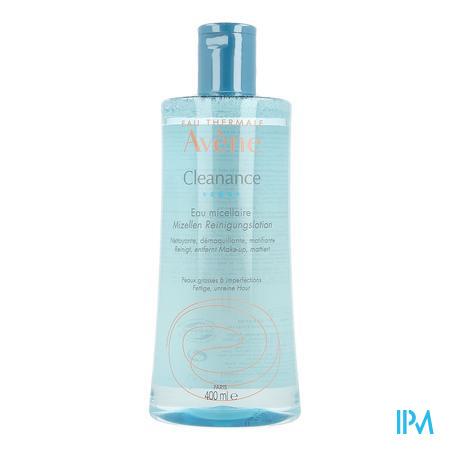 EAU THERMALE
Avène
Cleanance
Eau micellaire
Mizellen Reinigungslotion
Nettoyante, démaquillante, matifiante
Reinigt, entfernt Make-up, mattiert
Peaux grasses à imperfections
Fettige, unreine Haut
PARIS
400 ml e
IPM